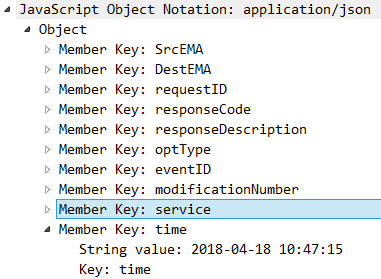 JavaScript Object Notation: application/json
Object
Member Key: SrcEMA
Member Key: DestEMA
Member Key: requestID
Member Key: responseCode
Member Key: responseDescription
Member Key: optType
Member Key: eventID
Member Key: modificationNumber
Member Key: service
Member Key: time
String value: 2018-04-18 10:47:15
Key: time